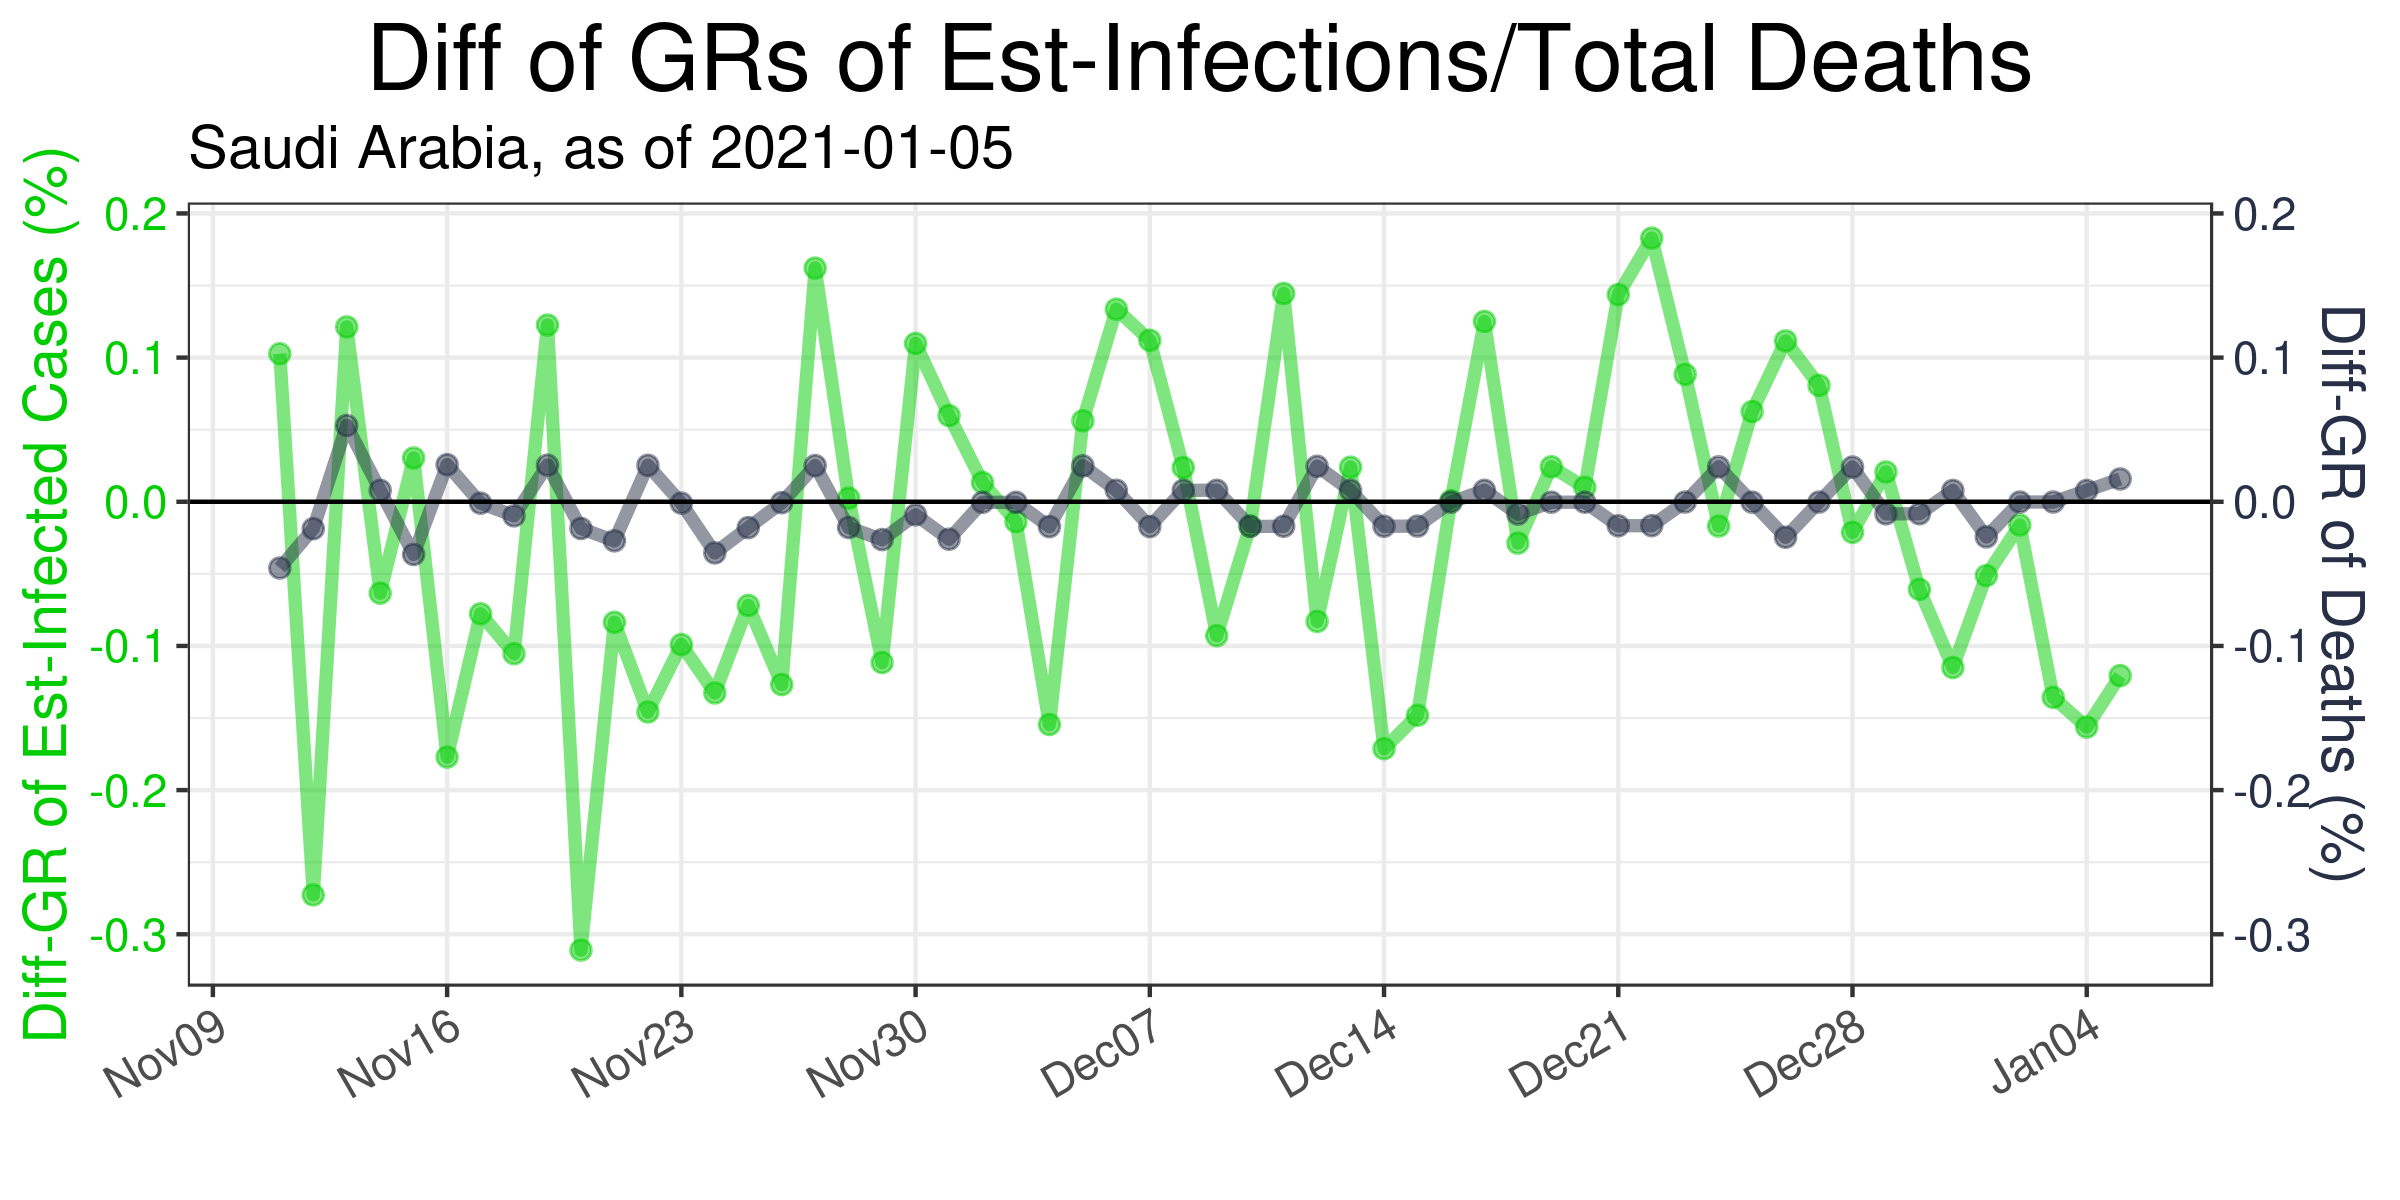 Diff of GRs of Est-Infections/Total Deaths
Saudi Arabia, as of 2021-01-05
Diff-GR of Est-Infected Cases (%)
0.2
0.1
0.0
-0.1
-0.2
-0.3
0.2
0.1
0.0
-0.1
-0.2
-0.3
Diff-GR of Deaths (%)
Nov09
Nov16
Nov23
Nov30
Dec07
Dec14
Dec21
Dec28
Jan04